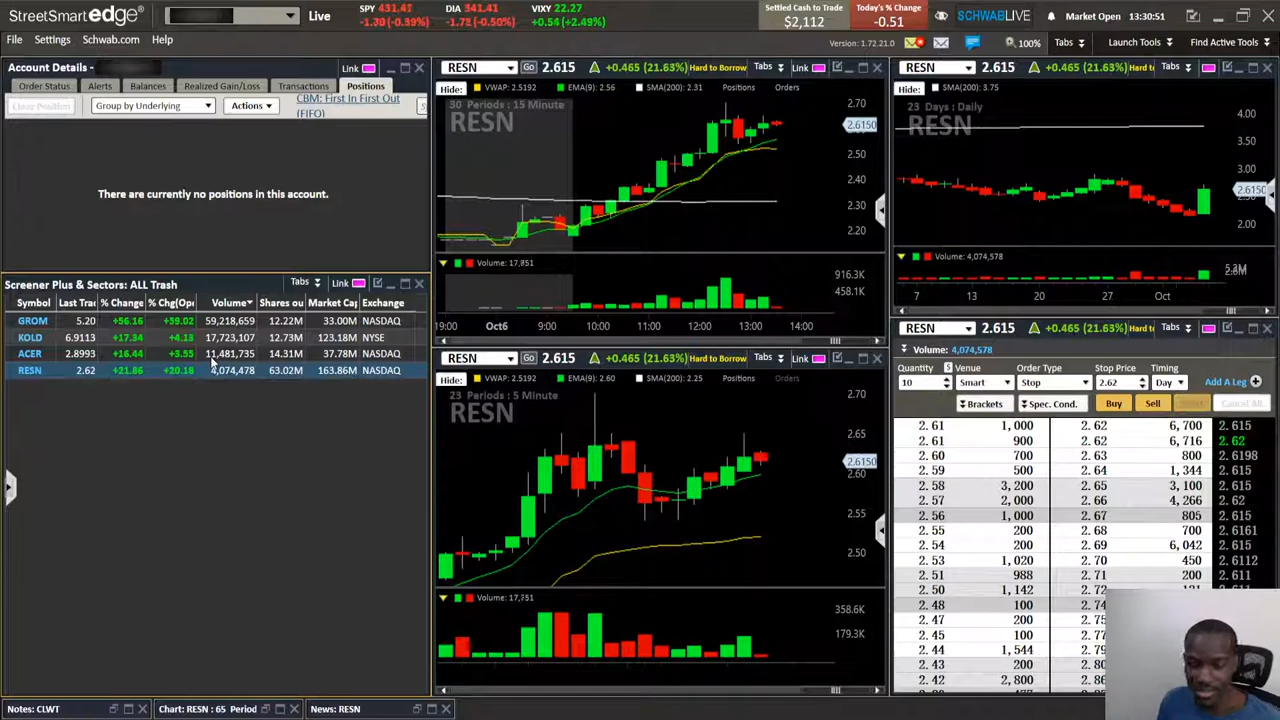 StreetSmart edge Live SPY 431.47 DIA 341.41 VIXY 22.27 Settled Cash to Trade Today's % Change SCHWABLIVE Market Open 13:30:51
-1.70 (-0.39%) -1.72 (-0.50%) +0.54 (+2.49%) $2,112 -0.51
File Settings Schwab.com Help Version: 1.72.21.0 100% Tabs Launch Tools Find Active Tools
Account Details - Link
Order Status Alerts Balances Realized Gain/Loss Transactions Positions
Close Position Group by Underlying Actions CBM: First In First Out
(FIFO)
There are currently no positions in this account.
Screener Plus & Sectors: ALL Trash Tabs Link
Symbol Last Tra % Change % Chg(Ope Volume Shares ou Market Cap Exchange
GROM 5.20 +56.16 +59.02 59,218,659 12.22M 33.00M NASDAQ
KOLD 6.9113 +17.34 +4.13 17,723,107 12.73M 123.18M NYSE
ACER 2.8993 +16.44 +3.55 11,481,735 14.31M 37.78M NASDAQ
RESN 2.62 +21.86 +20.18 4,074,478 63.02M 163.86M NASDAQ
RESN Go 2.615 +0.465 (21.63%) Hard to Borrow Tabs Link
Hide: VWAP: 2.5192 EMA(9): 2.56 SMA(200): 2.31 Positions Orders
30 Periods : 15 Minute
RESN
2.70
2.6150
2.50
2.40
2.30
2.20
Volume: 17,351
916.3K
458.1K
19:00 Oct6 9:00 10:00 11:00 12:00 13:00 14:00
RESN Go 2.615 +0.465 (21.63%) Hard to Borrow Tabs Link
Hide: VWAP: 2.5192 EMA(9): 2.60 SMA(200): 2.25 Positions Orders
23 Periods : 5 Minute
RESN
2.70
2.65
2.6150
2.55
2.50
Volume: 17,351
358.6K
179.3K
RESN Go 2.615 +0.465 (21.63%) Hard to Tabs
Hide: SMA(200): 3.75
23 Days : Daily
RESN
4.00
3.00
2.6150
2.00
Volume: 4,074,578
7 13 20 27 Oct
RESN 2.615 +0.465 (21.63%) Hard to Borrow Tabs
Volume: 4,074,578
Quantity S Venue Order Type Stop Price Timing
10 Smart Stop 2.62 Day Add A Leg
Brackets Spec. Cond. Buy Sell Cancel All
2.61 1,000 2.62 6,700 2.615
2.61 900 2.62 6,716 2.62
2.60 700 2.63 800 2.6198
2.59 500 2.64 1,344 2.615
2.58 3,200 2.65 3,100 2.615
2.57 2,000 2.66 4,266 2.62
2.56 1,000 2.67 805 2.615
2.55 200 2.68 700 2.6161
2.54 200 2.69 6,042 2.615
2.53 1,020 2.70 450 2.6112
2.51 988 2.71 200 2.611
2.50 1,142
2.48 100
2.47 200
2.45 100
2.44 1,544
2.43 200
2.42 2,800
Notes: CLWT Chart: RESN : 65 Period News: RESN